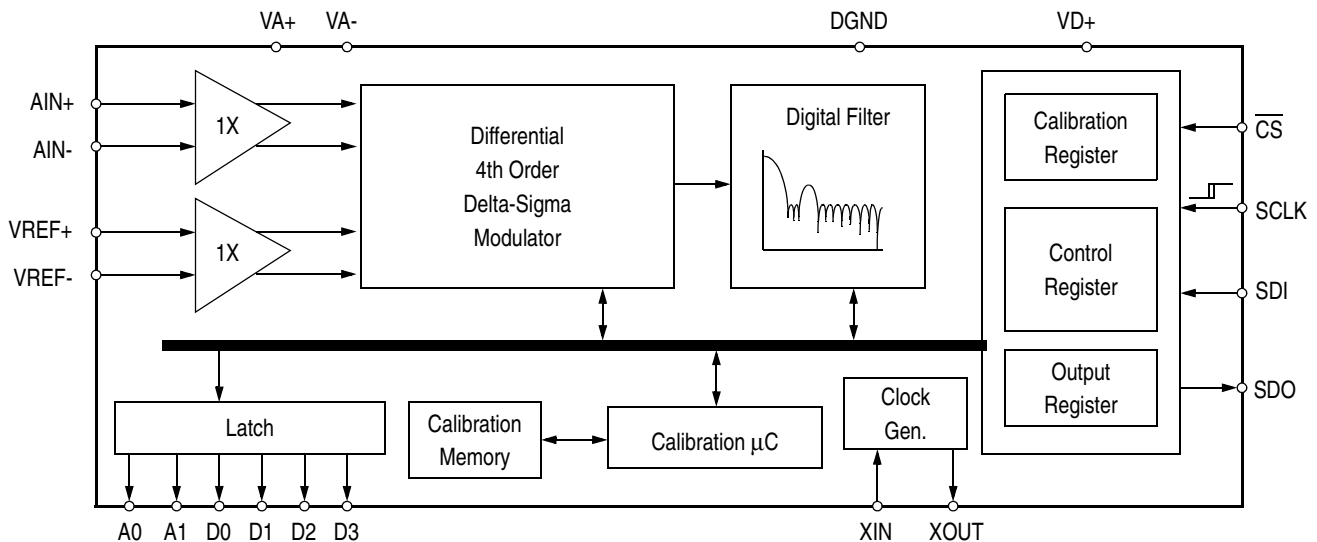 VA+ VA- DGND VD+
AIN+
AIN-
VREF+
VREF-
1X
1X
Differential
4th Order
Delta-Sigma
Modulator
Digital Filter
Calibration
Register
Control
Register
Output
Register
CS
SCLK
SDI
SDO
Latch
Calibration
Memory
Calibration µC
Clock
Gen.
A0 A1 D0 D1 D2 D3 XIN XOUT